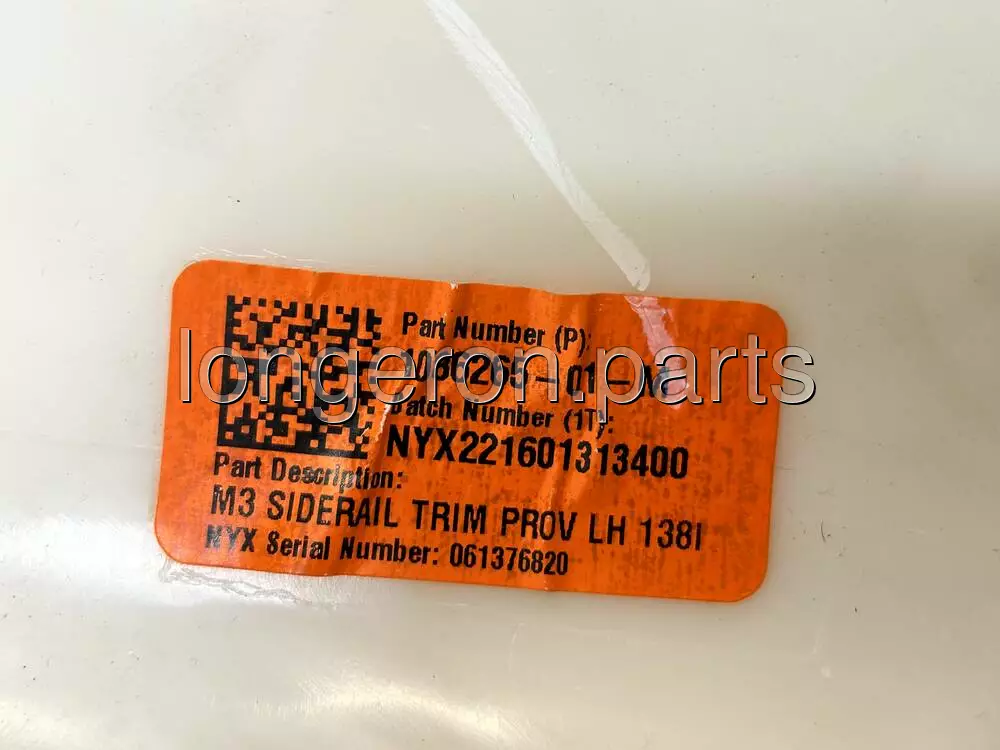 Part Number (P):
longeron.parts
Batch Number (1T):
NYX221601313400
Part Description:
M3 SIDERAIL TRIM PROV LH 138I
NYX Serial Number: 061376820